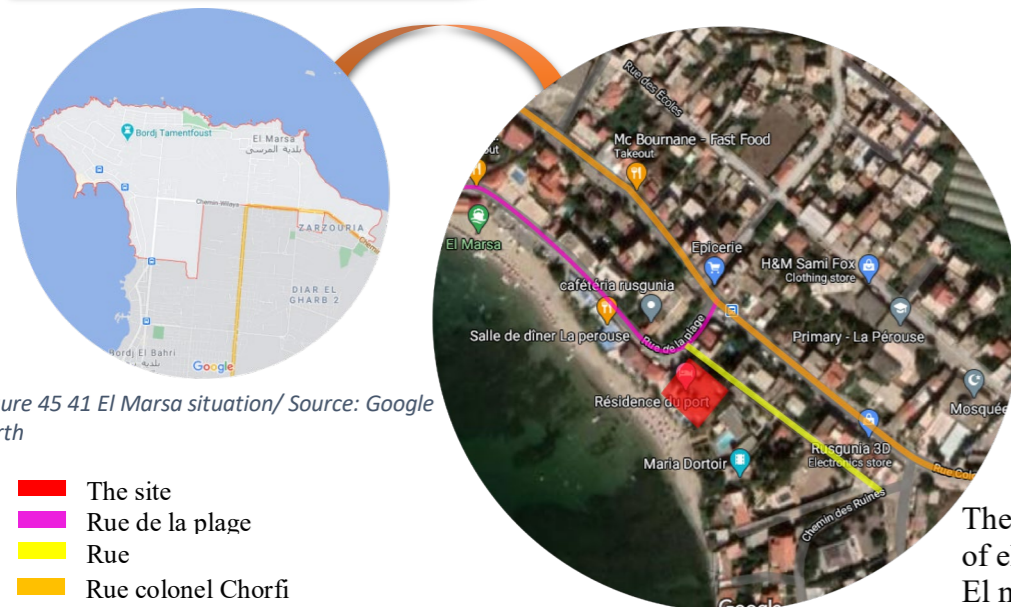 Bordj Tamentfoust
El Marsa
بلدية المرسى
Chemin Wilaya
ZARZOURIA
DIAR EL
GHARB 2
Bordj El Bahri
Google
ure 45 41 El Marsa situation/ Source: Google
rth
The site
Rue de la plage
Rue
Rue colonel Chorfi
Rue des Écoles
Mc Bournane - Fast Food
Takeout
El Marsa
Epicerie
H&M Sami Fox
Clothing store
cafétéria rusgunia
Salle de dîner La perouse
Rue de la plage
Primary - La Pérouse
Résidence du port
Mosquée
Maria Dortoir
Rusgunia 3D
Electronics store
Rue Colo
Chemin des Ruines
Google
The
of el
El m